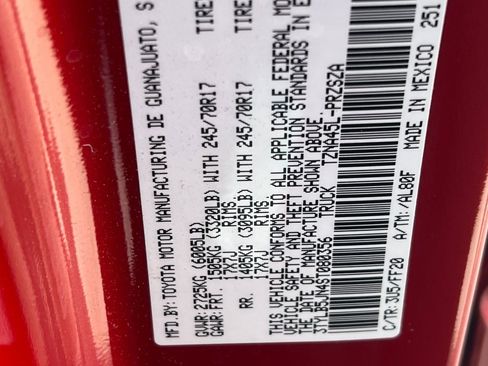 MFD.BY: TOYOTA MOTOR MANUFACTURING DE GUANAJUATO, S
GVWR: 2725KG (6005LB)
GAWR: FRT. 1505KG (3320LB) WITH 245/70R17 TIRE
17X7J RIMS,
RR. 1405KG (3095LB) WITH 245/70R17 TIRE
17X7J RIMS,
THIS VEHICLE CONFORMS TO ALL APPLICABLE FEDERAL MO
VEHICLE SAFETY AND THEFT PREVENTION STANDARDS IN E
THE DATE OF MANUFACTURE SHOWN ABOVE.
3TYLB5JN4ST080356 TRUCK TZNA45L-PRZSZA
C/TR: 3U5/FF20 A/TM: /AL80F
MADE IN MEXICO 251